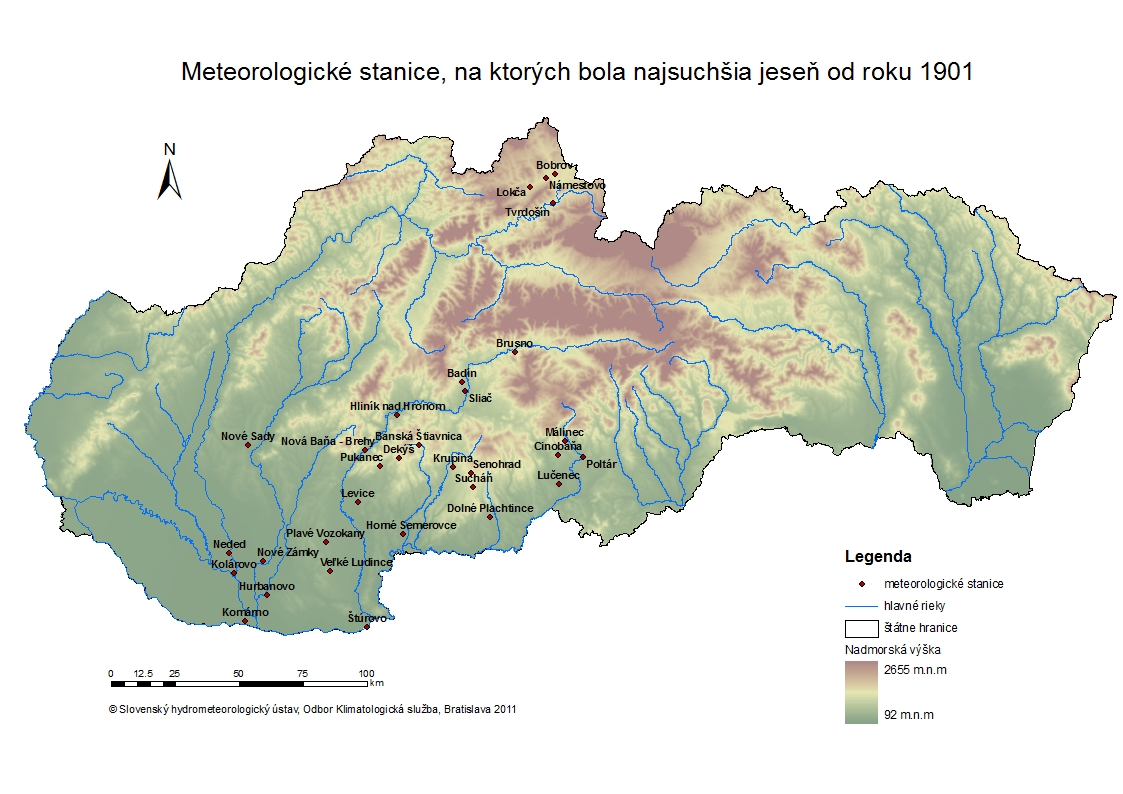 Meteorologické stanice, na ktorých bola najsuchšia jeseň od roku 1901
N
Bobrov
Námestovo
Lokča
Tvrdošín
Brusno
Badín
Sliač
Hliník nad Hronom
Nové Sady
Nová Baňa - Brehy
Banská Štiavnica
Dekýš
Pukanec
Krupina
Senohrad
Sucháň
Málinec
Cinobaňa
Poltár
Lučenec
Levice
Dolné Plachtince
Horné Semerovce
Plavé Vozokany
Neded
Nové Zámky
Kolárovo
Veľké Ludince
Hurbanovo
Komárno
Štúrovo
Legenda
meteorologické stanice
hlavné rieky
štátne hranice
Nadmorská výška
2655 m.n.m
92 m.n.m
0 12.5 25 50 75 100
km
© Slovenský hydrometeorologický ústav, Odbor Klimatologická služba, Bratislava 2011